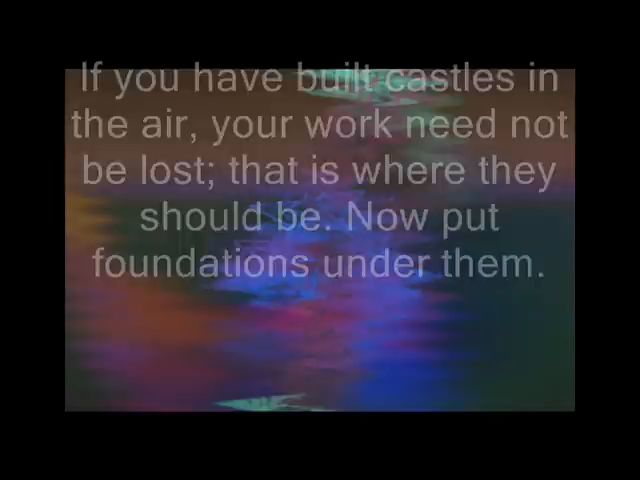 If you have built castles in
the air, your work need not
be lost; that is where they
should be. Now put
foundations under them.